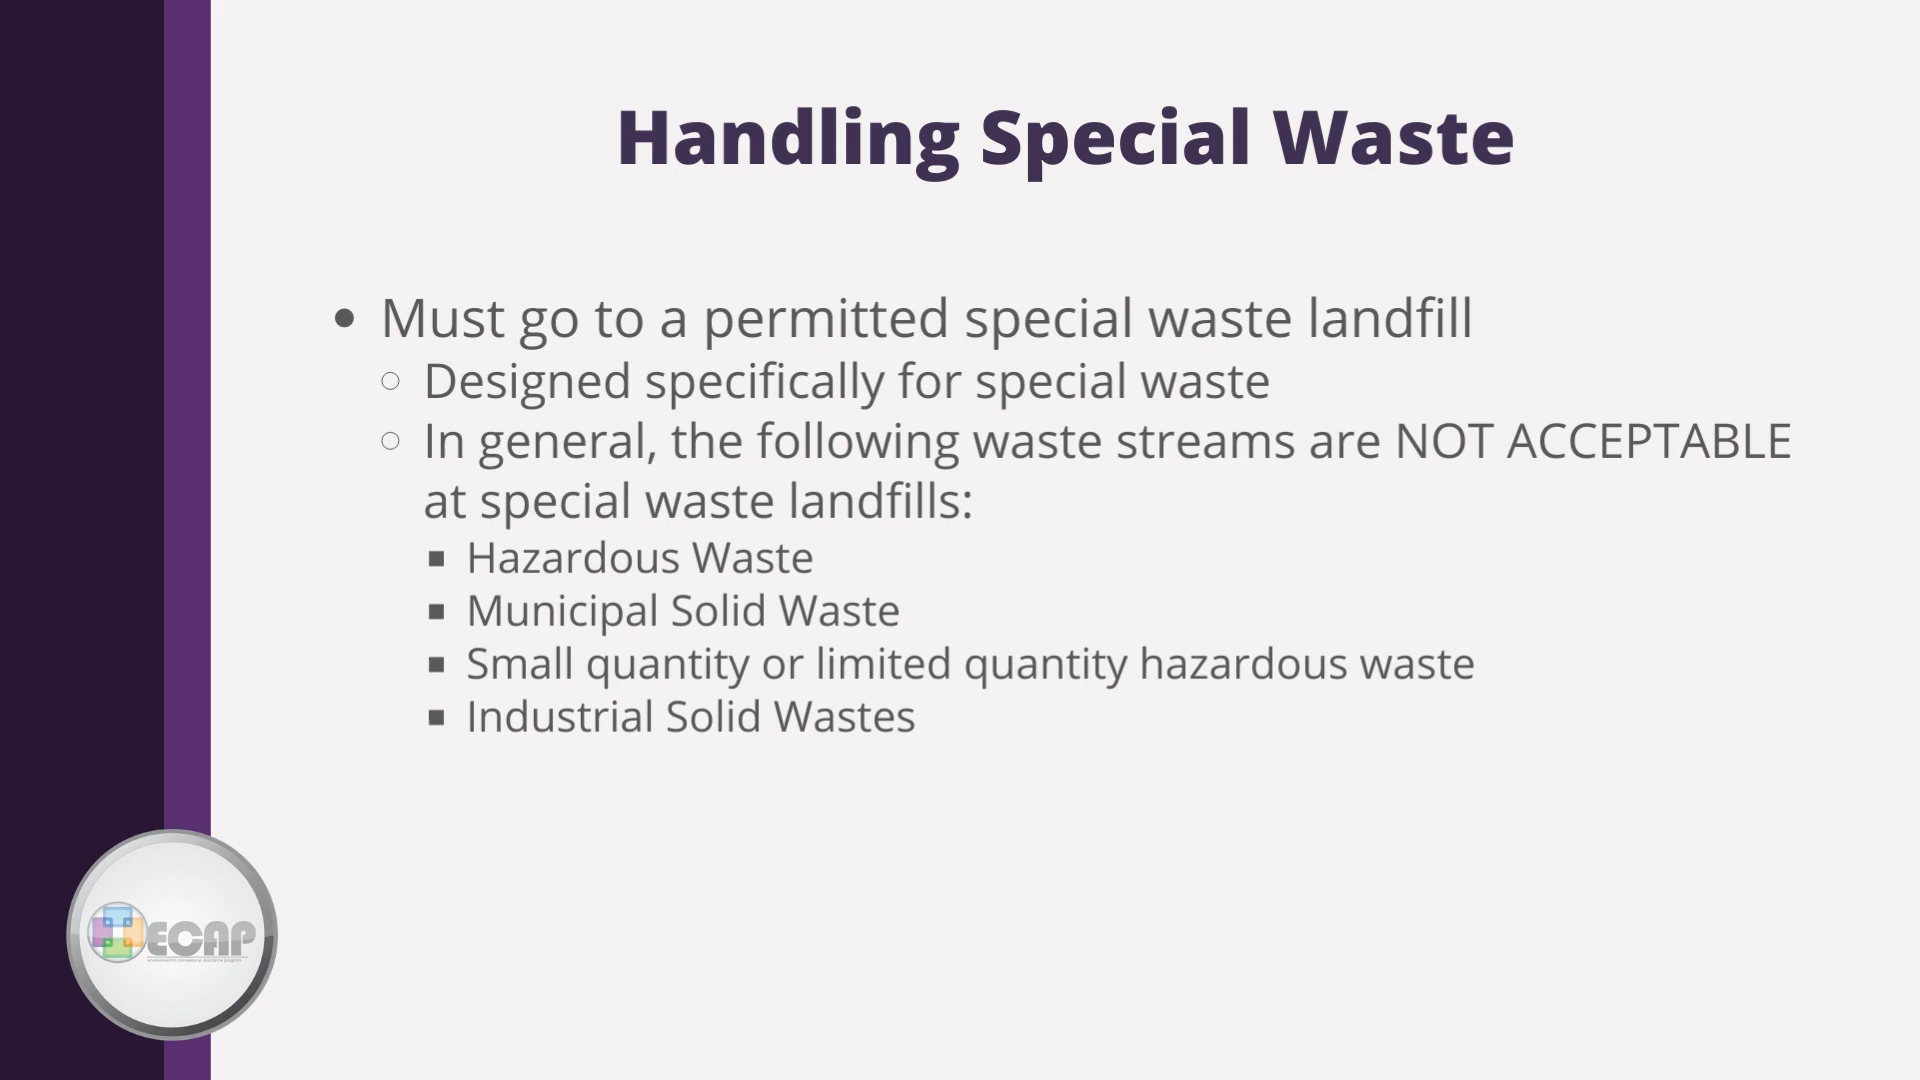 Handling Special Waste
Must go to a permitted special waste landfill
Designed specifically for special waste
In general, the following waste streams are NOT ACCEPTABLE
at special waste landfills:
Hazardous Waste
Municipal Solid Waste
Small quantity or limited quantity hazardous waste
Industrial Solid Wastes
ECAP